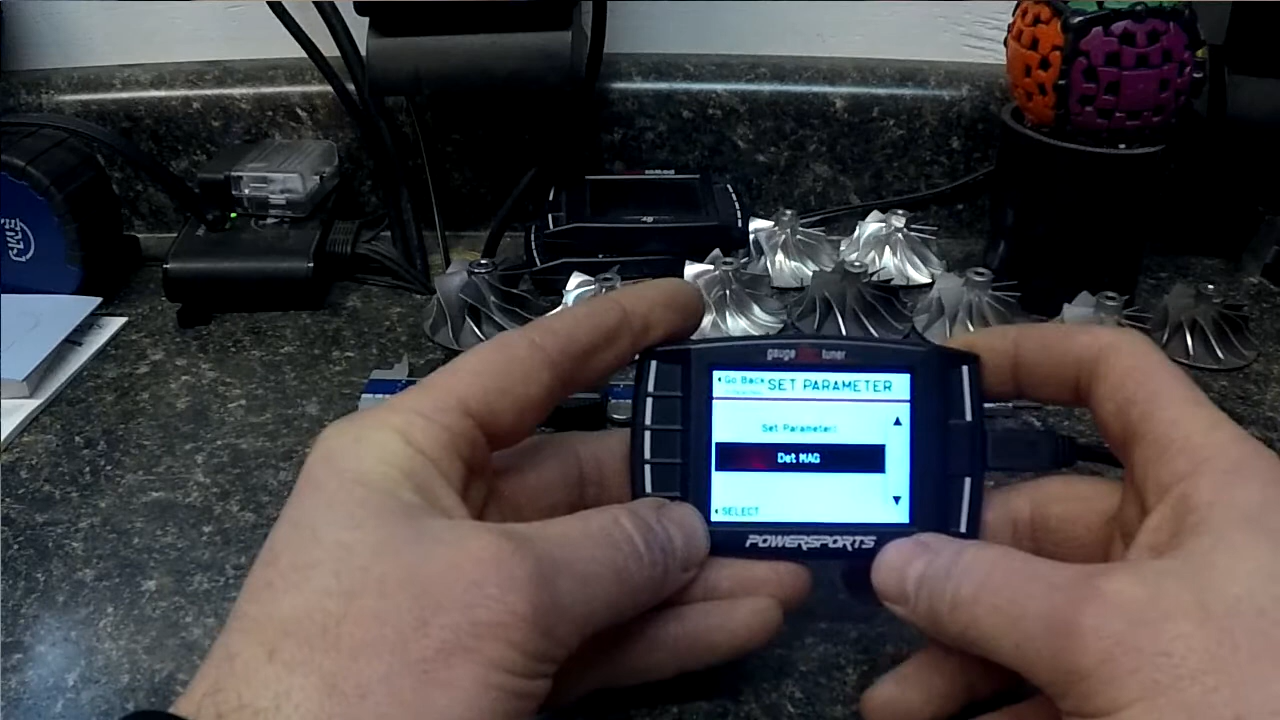 gauge tuner
Go Back SET PARAMETER
Set Parameter:
Det MAG
SELECT
POWERSPORTS